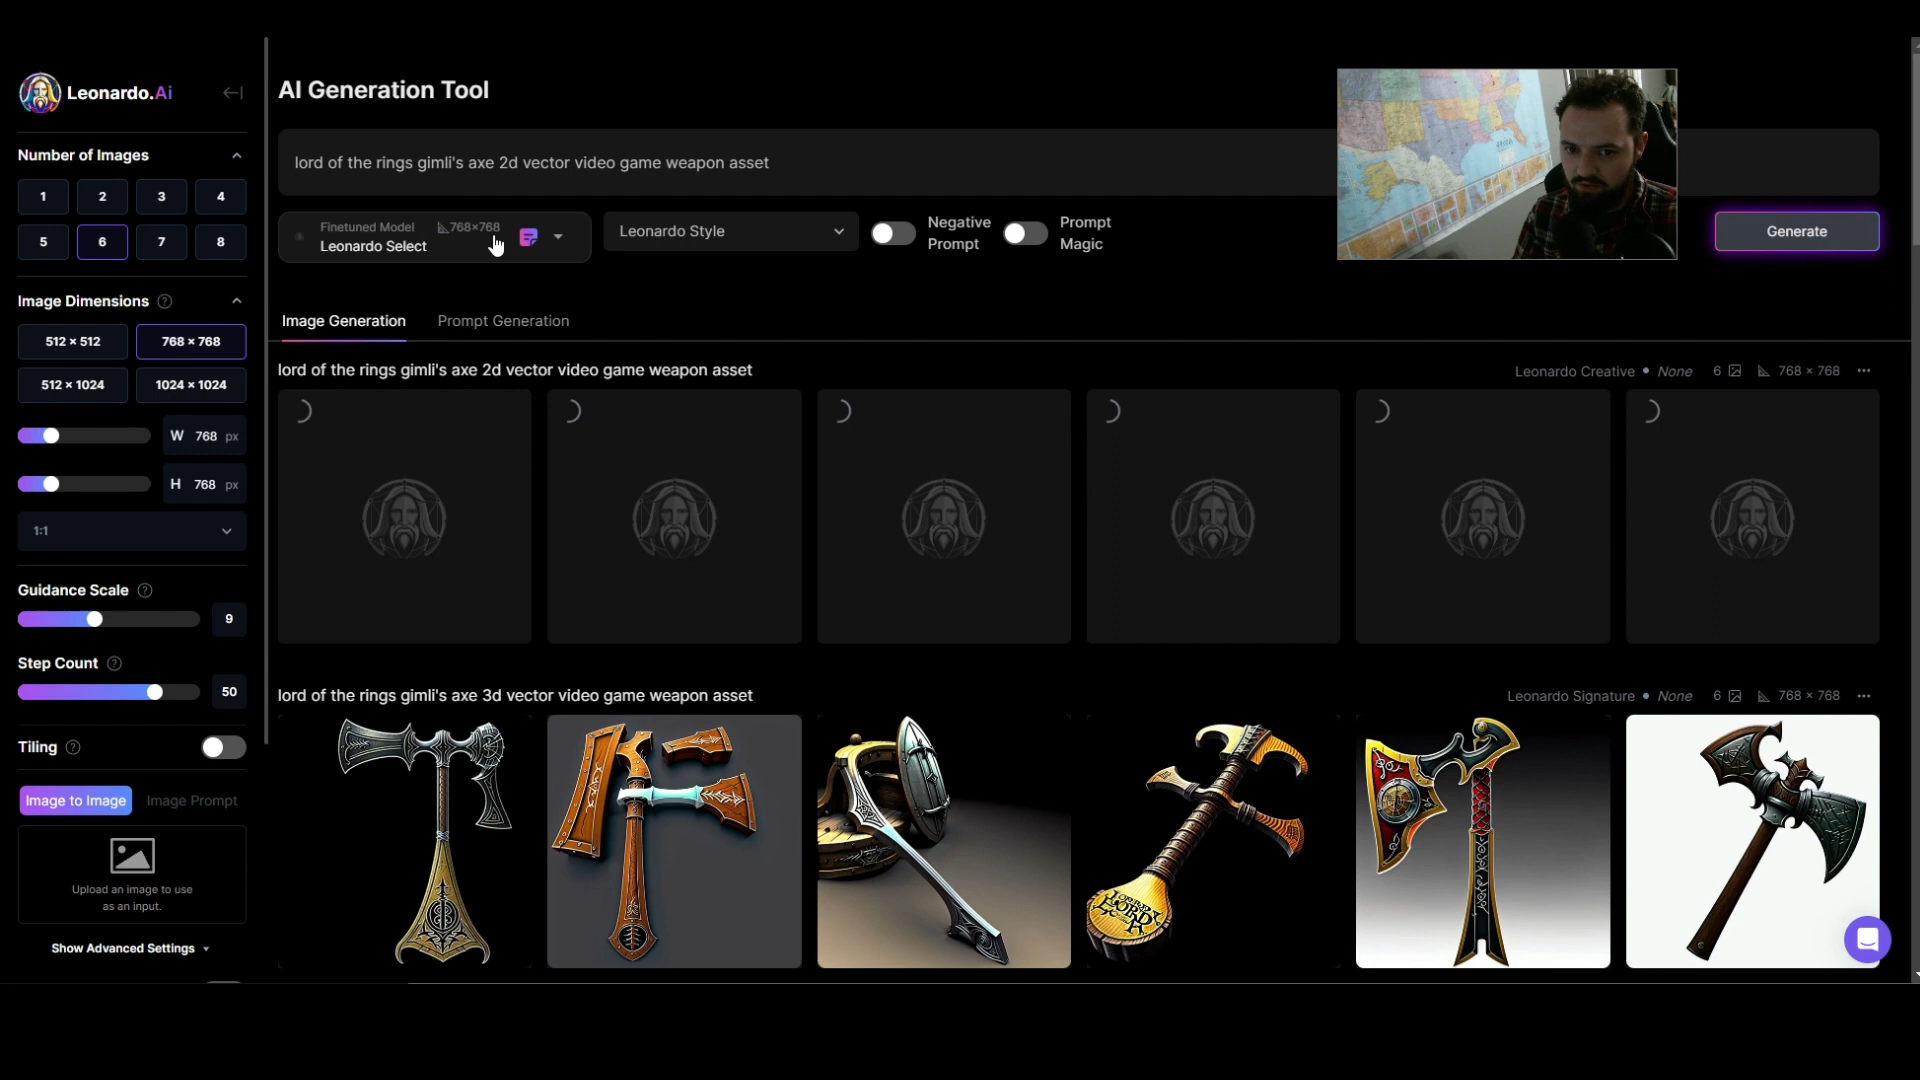 Leonardo.Ai
Number of Images
1
2
3
4
5
6
7
8
Image Dimensions
512 × 512
768 × 768
512 × 1024
1024 × 1024
W 768 px
H 768 px
1:1
Guidance Scale
9
Step Count
50
Tiling
Image to Image
Image Prompt
Upload an image to use
as an input.
Show Advanced Settings
AI Generation Tool
lord of the rings gimli's axe 2d vector video game weapon asset
Finetuned Model
768×768
Leonardo Select
Leonardo Style
Negative
Prompt
Prompt
Magic
Generate
Image Generation
Prompt Generation
lord of the rings gimli's axe 2d vector video game weapon asset
Leonardo Creative • None 6 768 × 768
lord of the rings gimli's axe 3d vector video game weapon asset
Leonardo Signature • None 6 768 × 768